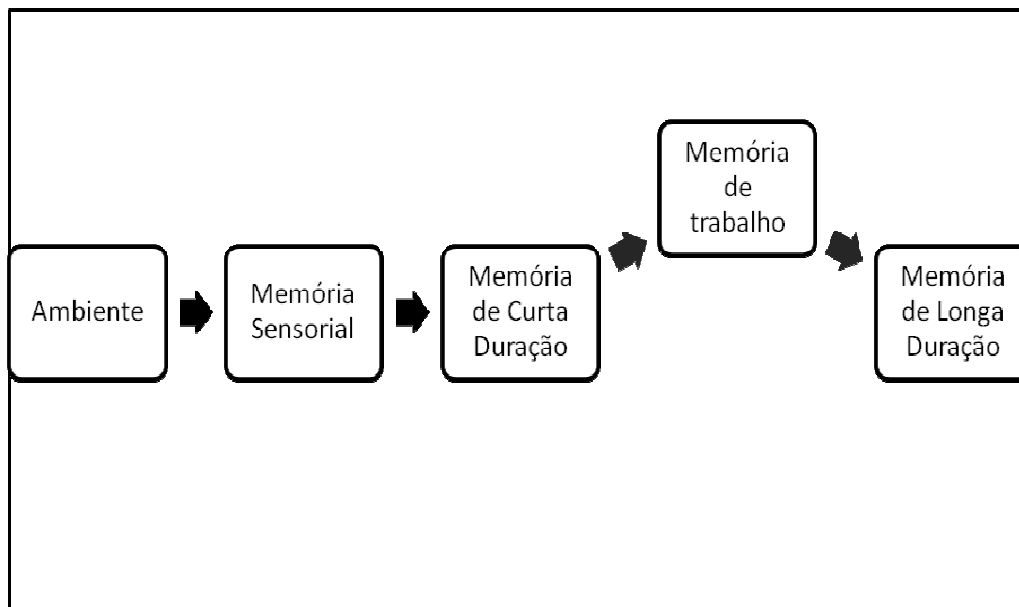 Ambiente
Memória
Sensorial
Memória
de Curta
Duração
Memória
de
trabalho
Memória
de Longa
Duração